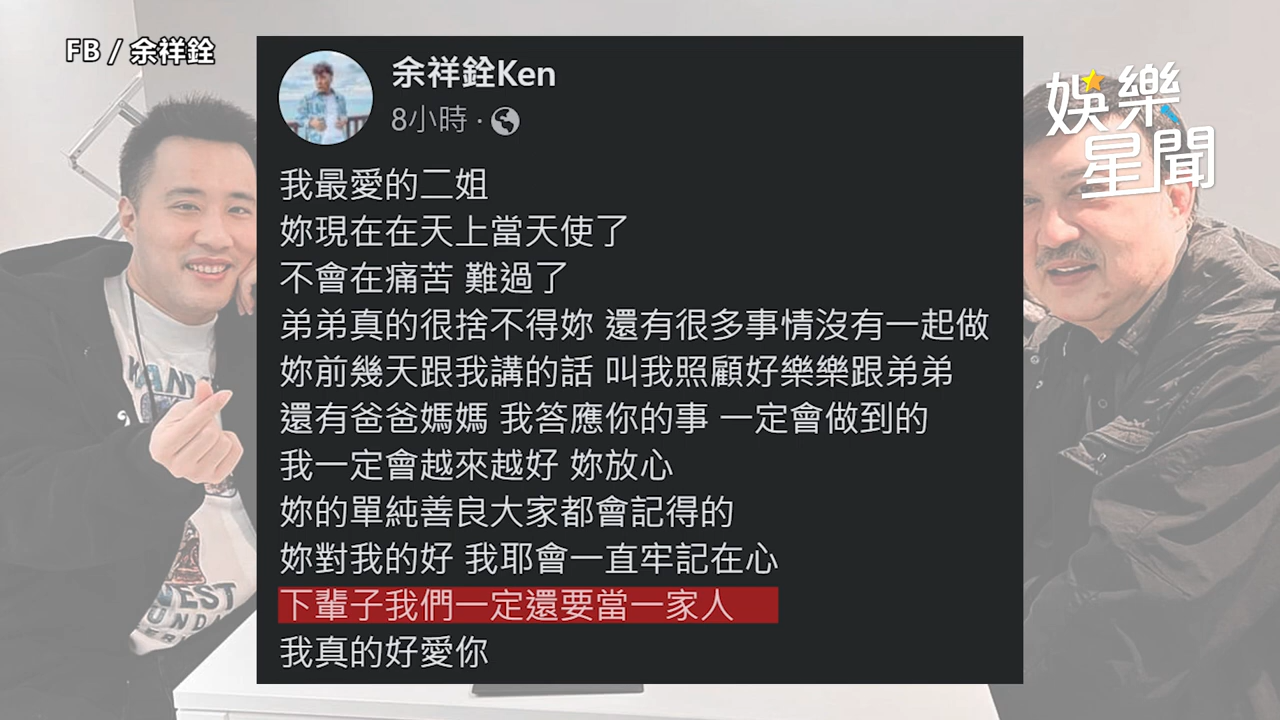 FB / 余祥銓
娛樂
星聞
余祥銓Ken
8小時 ·
我最愛的二姐
妳現在在天上當天使了
不會在痛苦 難過了
弟弟真的很捨不得妳 還有很多事情沒有一起做
妳前幾天跟我講的話 叫我照顧好樂樂跟弟弟
還有爸爸媽媽 我答應你的事 一定會做到的
我一定會越來越好 妳放心
妳的單純善良大家都會記得的
妳對我的好 我耶會一直牢記在心
下輩子我們一定還要當一家人
我真的好愛你